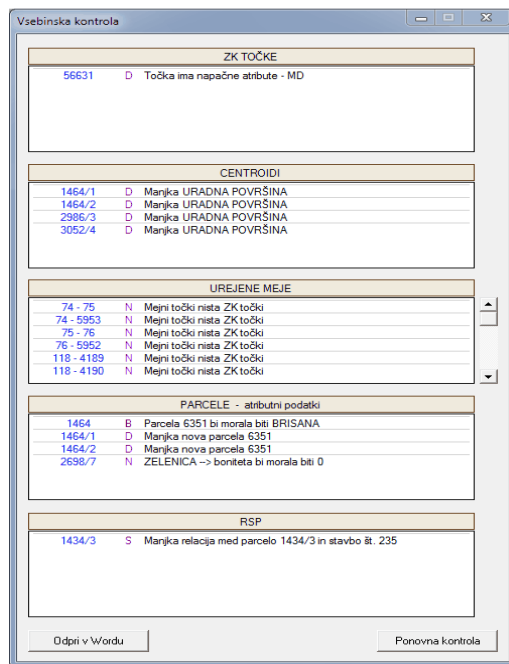 Vsebinska kontrola
ZK TOČKE
56631 D Točka ima napačne atribute - MD
CENTROIDI
1464/1 D Manjka URADNA POVRŠINA
1464/2 D Manjka URADNA POVRŠINA
2986/3 D Manjka URADNA POVRŠINA
3052/4 D Manjka URADNA POVRŠINA
UREJENE MEJE
74 - 75 N Mejni točki nista ZK točki
74 - 5953 N Mejni točki nista ZK točki
75 - 76 N Mejni točki nista ZK točki
76 - 5952 N Mejni točki nista ZK točki
118 - 4189 N Mejni točki nista ZK točki
118 - 4190 N Mejni točki nista ZK točki
PARCELE - atributni podatki
1464 B Parcela 6351 bi morala biti BRISANA
1464/1 D Manjka nova parcela 6351
1464/2 D Manjka nova parcela 6351
2698/7 N ZELENICA --> boniteta bi morala biti 0
RSP
1434/3 S Manjka relacija med parcelo 1434/3 in stavbo št. 235
Odpri v Wordu Ponovna kontrola